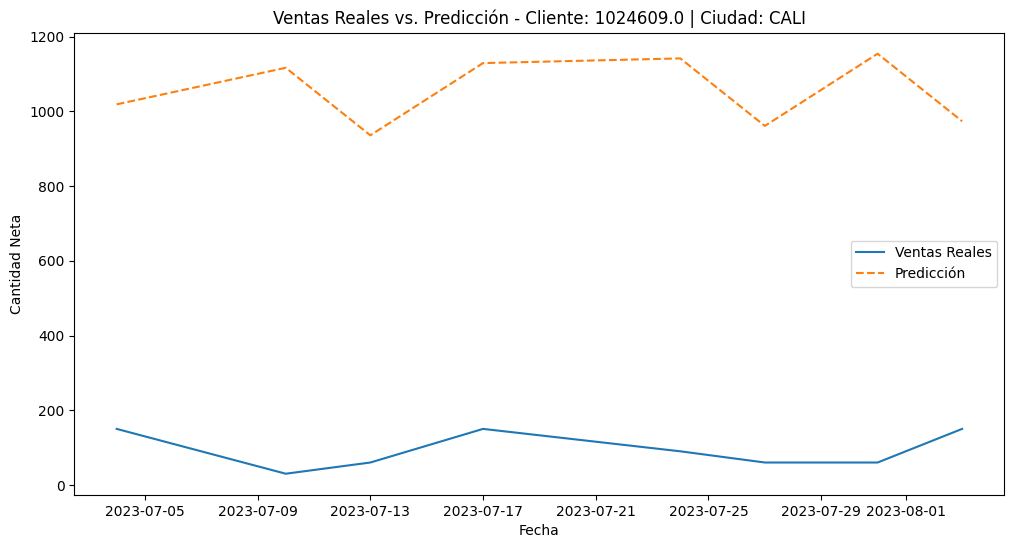 Ventas Reales vs. Predicción - Cliente: 1024609.0 | Ciudad: CALI
1200
1000
800
600
400
200
0
Cantidad Neta
Ventas Reales
Predicción
2023-07-05 2023-07-09 2023-07-13 2023-07-17 2023-07-21 2023-07-25 2023-07-29 2023-08-01
Fecha